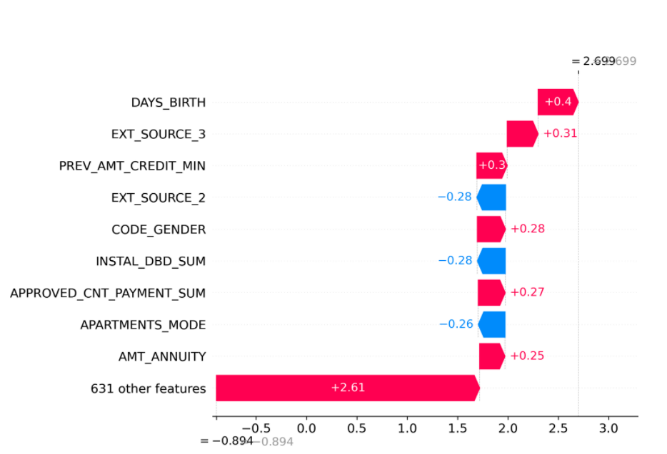 = 2.699
DAYS_BIRTH +0.4
EXT_SOURCE_3 +0.31
PREV_AMT_CREDIT_MIN +0.3
EXT_SOURCE_2 −0.28
CODE_GENDER +0.28
INSTAL_DBD_SUM −0.28
APPROVED_CNT_PAYMENT_SUM +0.27
APARTMENTS_MODE −0.26
AMT_ANNUITY +0.25
631 other features +2.61
−0.5 0.0 0.5 1.0 1.5 2.0 2.5 3.0
= −0.894 −0.894